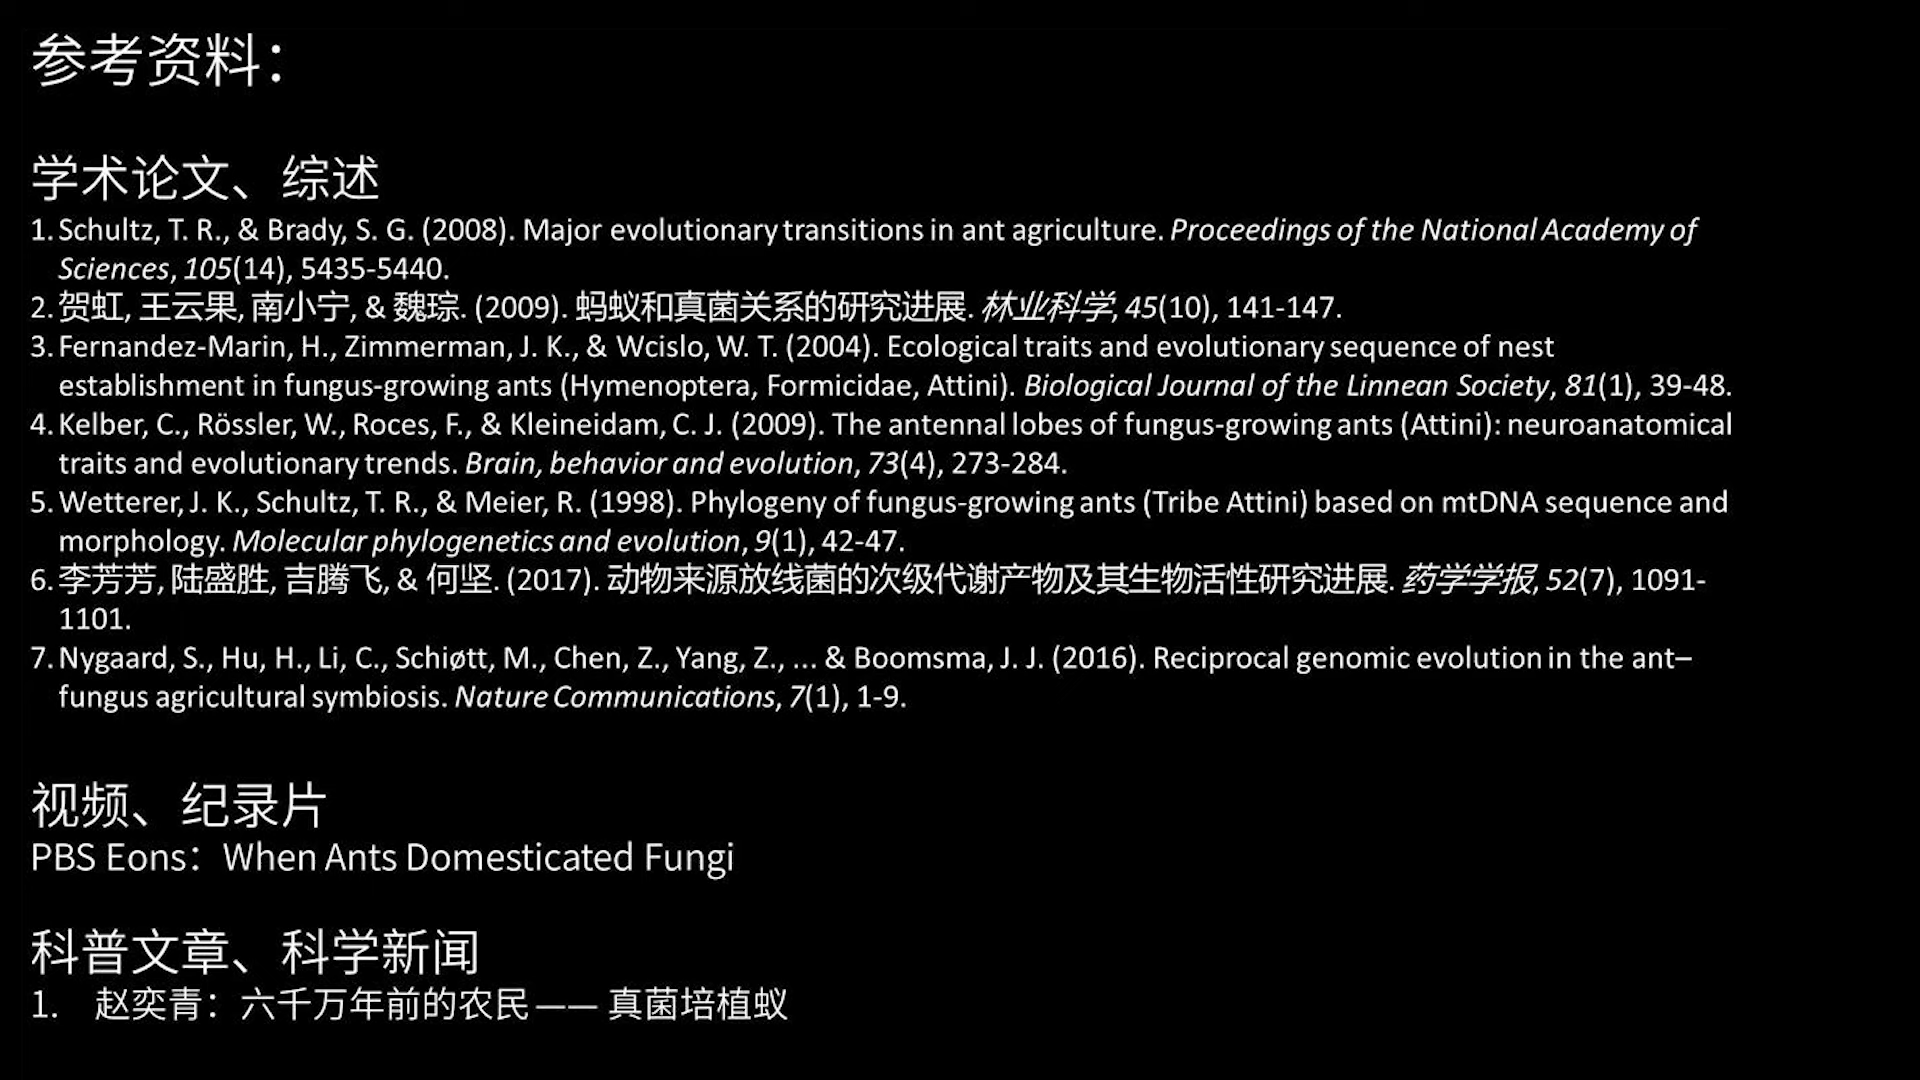 参考资料：
学术论文、综述
1. Schultz, T. R., & Brady, S. G. (2008). Major evolutionary transitions in ant agriculture. Proceedings of the National Academy of
Sciences, 105(14), 5435-5440.
2. 贺虹, 王云果, 南小宁, & 魏琮. (2009). 蚂蚁和真菌关系的研究进展. 林业科学, 45(10), 141-147.
3. Fernandez-Marin, H., Zimmerman, J. K., & Wcislo, W. T. (2004). Ecological traits and evolutionary sequence of nest
establishment in fungus-growing ants (Hymenoptera, Formicidae, Attini). Biological Journal of the Linnean Society, 81(1), 39-48.
4. Kelber, C., Rössler, W., Roces, F., & Kleineidam, C. J. (2009). The antennal lobes of fungus-growing ants (Attini): neuroanatomical
traits and evolutionary trends. Brain, behavior and evolution, 73(4), 273-284.
5. Wetterer, J. K., Schultz, T. R., & Meier, R. (1998). Phylogeny of fungus-growing ants (Tribe Attini) based on mtDNA sequence and
morphology. Molecular phylogenetics and evolution, 9(1), 42-47.
6. 李芳芳, 陆盛胜, 吉腾飞, & 何坚. (2017). 动物来源放线菌的次级代谢产物及其生物活性研究进展. 药学学报, 52(7), 1091-
1101.
7. Nygaard, S., Hu, H., Li, C., Schiøtt, M., Chen, Z., Yang, Z., ... & Boomsma, J. J. (2016). Reciprocal genomic evolution in the ant–
fungus agricultural symbiosis. Nature Communications, 7(1), 1-9.
视频、纪录片
PBS Eons：When Ants Domesticated Fungi
科普文章、科学新闻
1. 赵奕青：六千万年前的农民 —— 真菌培植蚁